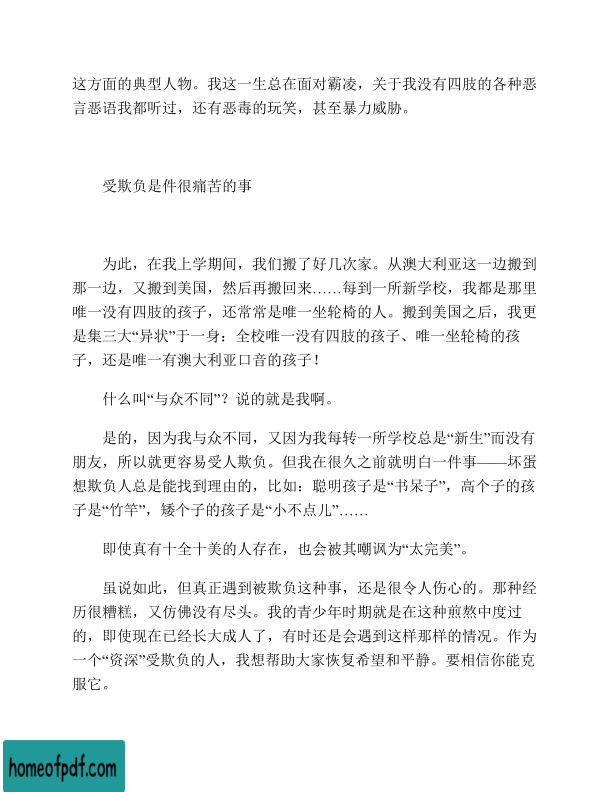 这方面的典型人物。我这一生总在面对霸凌，关于我没有四肢的各种恶
言恶语我都听过，还有恶毒的玩笑，甚至暴力威胁。
受欺负是件很痛苦的事
为此，在我上学期间，我们搬了好几次家。从澳大利亚这一边搬到
那一边，又搬到美国，然后再搬回来……每到一所新学校，我都是那里
唯一没有四肢的孩子，还常常是唯一坐轮椅的人。搬到美国之后，我更
是集三大“异状”于一身：全校唯一没有四肢的孩子、唯一坐轮椅的孩
子，还是唯一有澳大利亚口音的孩子！
什么叫“与众不同”？说的就是我啊。
是的，因为我与众不同，又因为我每转一所学校总是“新生”而没有
朋友，所以就更容易受人欺负。但我在很久之前就明白一件事——坏蛋
想欺负人总是能找到理由的，比如：聪明孩子是“书呆子”，高个子的孩
子是“竹竿”，矮个子的孩子是“小不点儿”……
即使真有十全十美的人存在，也会被其嘲讽为“太完美”。
虽说如此，但真正遇到被欺负这种事，还是很令人伤心的。那种经
历很糟糕，又仿佛没有尽头。我的青少年时期就是在这种煎熬中度过
的，即使现在已经长大成人了，有时还是会遇到这样那样的情况。作为
一个“资深”受欺负的人，我想帮助大家恢复希望和平静。要相信你能克
服它。
homeofpdf.com